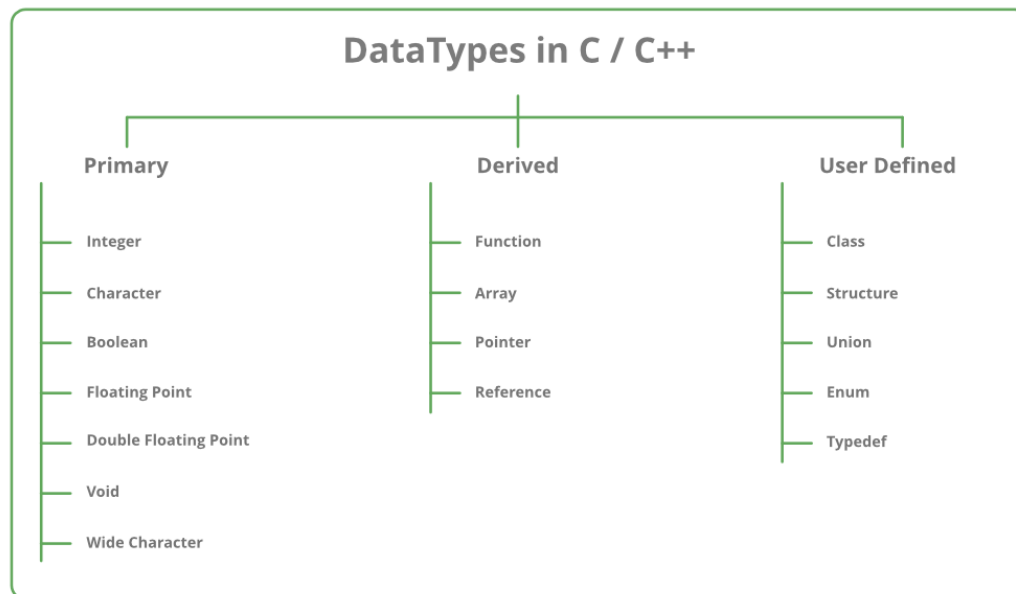 DataTypes in C / C++
Primary
Integer
Character
Boolean
Floating Point
Double Floating Point
Void
Wide Character
Derived
Function
Array
Pointer
Reference
User Defined
Class
Structure
Union
Enum
Typedef